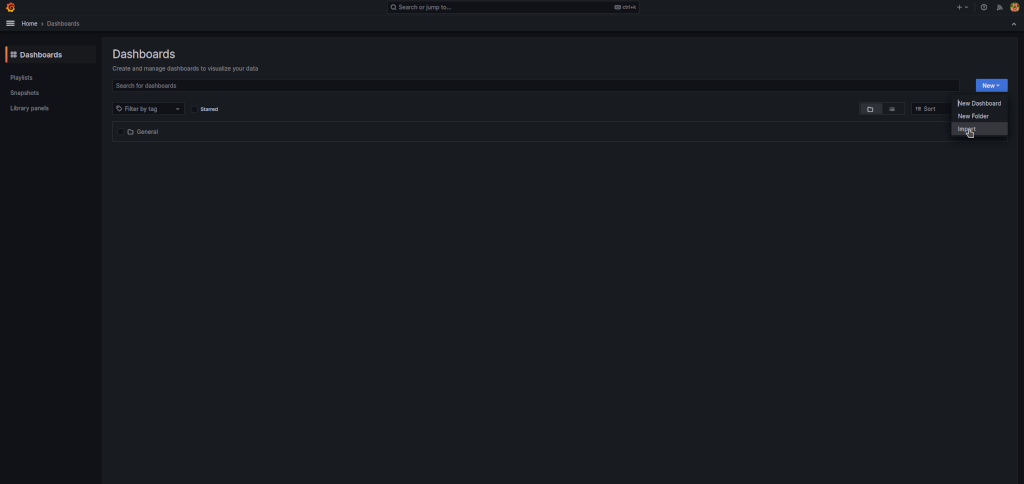 Search or jump to...
ctrl+k
Home › Dashboards
Dashboards
Playlists
Snapshots
Library panels
Dashboards
Create and manage dashboards to visualize your data
Search for dashboards
New
Filter by tag
Starred
Sort
New Dashboard
New Folder
Import
General